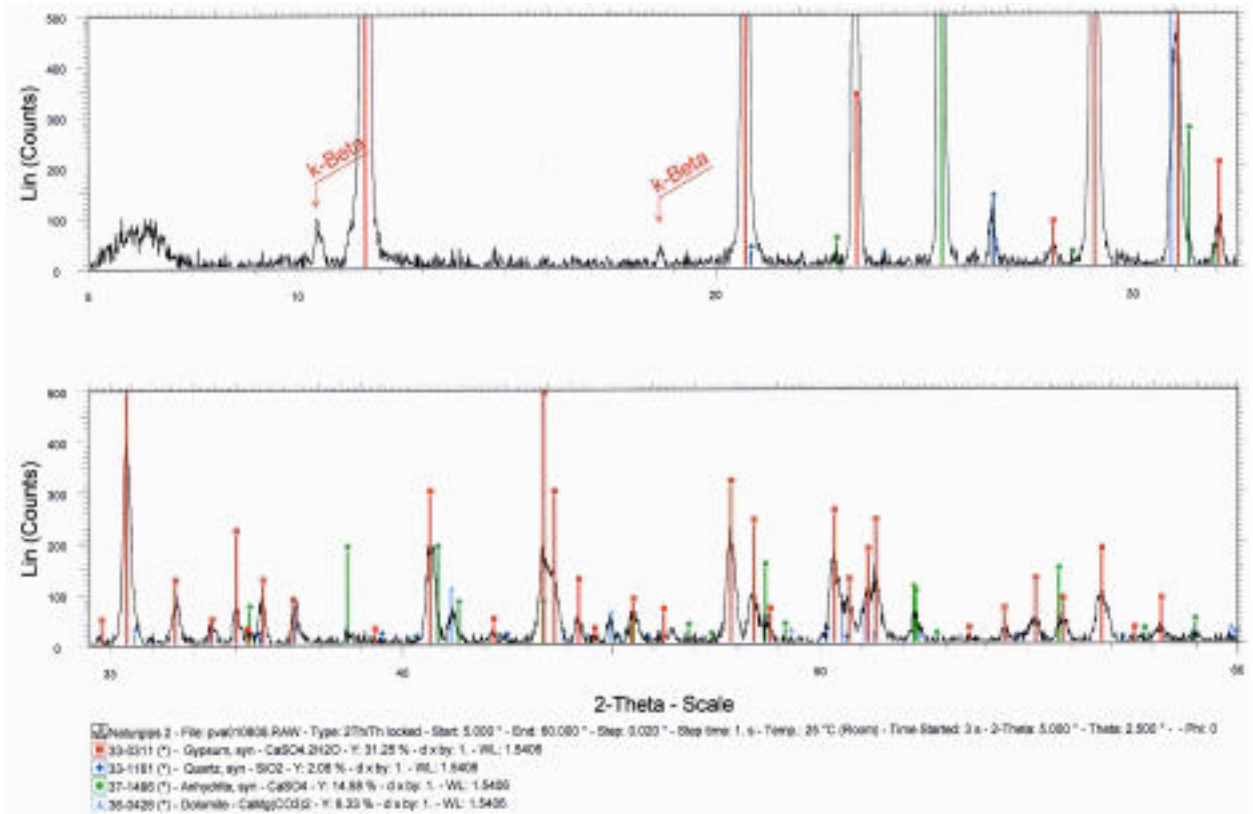 500
400
300
200
100
0
Lin (Counts)
k-Beta
k-Beta
10
20
30
500
400
300
200
100
0
Lin (Counts)
33
40
50
60
2-Theta - Scale
Naturgips 2 - File: - Type: 2Th/Th locked - Start: 5.000 ° - End: 60.000 ° - Step: 0.020 ° - Step time: 1. s - Temp.: 25 °C (Room) - Time Started: 3 s - 2-Theta: 5.000 ° - Theta: 2.500 ° - - Phi: 0
33-0311 (*) - Gypsum, syn - CaSO4.2H2O - Y: 31.25 % - d x by: 1. - WL: 1.5406
33-1161 (*) - Quartz, syn - SiO2 - Y: 2.08 % - d x by: 1. - WL: 1.5406
37-1496 (*) - Anhydrite, syn - CaSO4 - Y: 14.58 % - d x by: 1. - WL: 1.5406
36-0426 (*) - Dolomite - CaMg(CO3)2 - Y: 8.33 % - d x by: 1. - WL: 1.5406